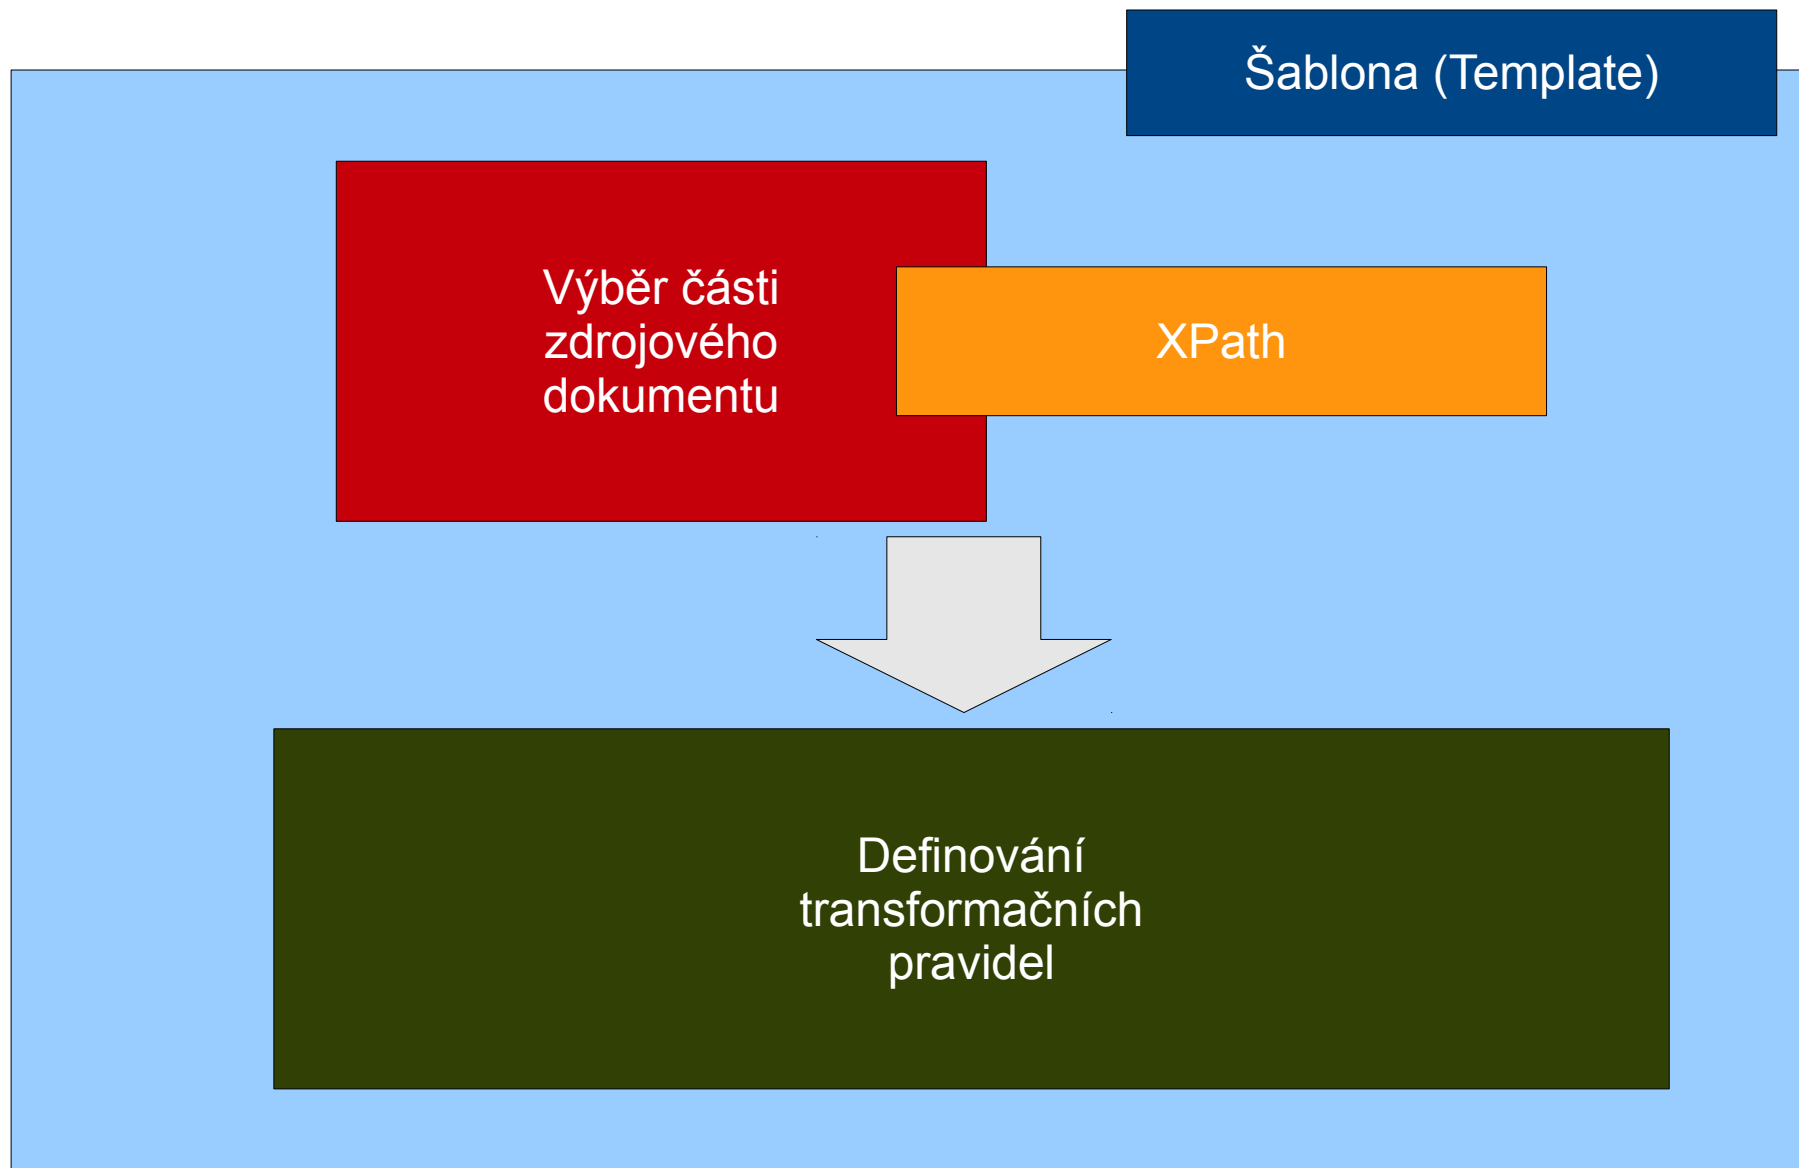 Šablona (Template)
Výběr části
zdrojového
dokumentu
XPath
Definování
transformačních
pravidel